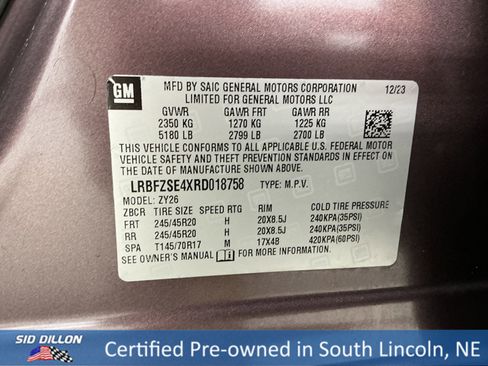 GM
MFD BY SAIC GENERAL MOTORS CORPORATION 12/23
LIMITED FOR GENERAL MOTORS LLC
GVWR GAWR FRT GAWR RR
2350 KG 1270 KG 1225 KG
5180 LB 2799 LB 2700 LB
THIS VEHICLE CONFORMS TO ALL APPLICABLE U.S. FEDERAL MOTOR
VEHICLE SAFETY AND THEFT PREVENTION STANDARDS IN EFFECT ON
THE DATE OF MANUFACTURE SHOWN ABOVE.
LRBFZSE4XRD018758 TYPE: M.P.V.
MODEL: ZY26
ZBCR TIRE SIZE SPEED RTG RIM COLD TIRE PRESSURE
FRT 245/45R20 H 20X8.5J 240KPA(35PSI)
RR 245/45R20 H 20X8.5J 240KPA(35PSI)
SPA T145/70R17 M 17X4B 420KPA(60PSI)
SEE OWNER'S MANUAL FOR MORE INFORMATION
SID DILLON
Certified Pre-owned in South Lincoln, NE